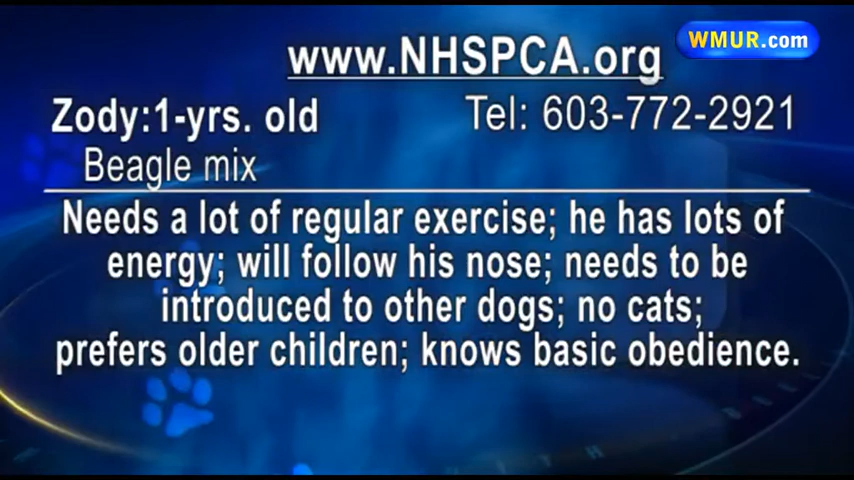 www.NHSPCA.org
WMUR.com
Zody:1-yrs. old
Tel: 603-772-2921
Beagle mix
Needs a lot of regular exercise; he has lots of
energy; will follow his nose; needs to be
introduced to other dogs; no cats;
prefers older children; knows basic obedience.